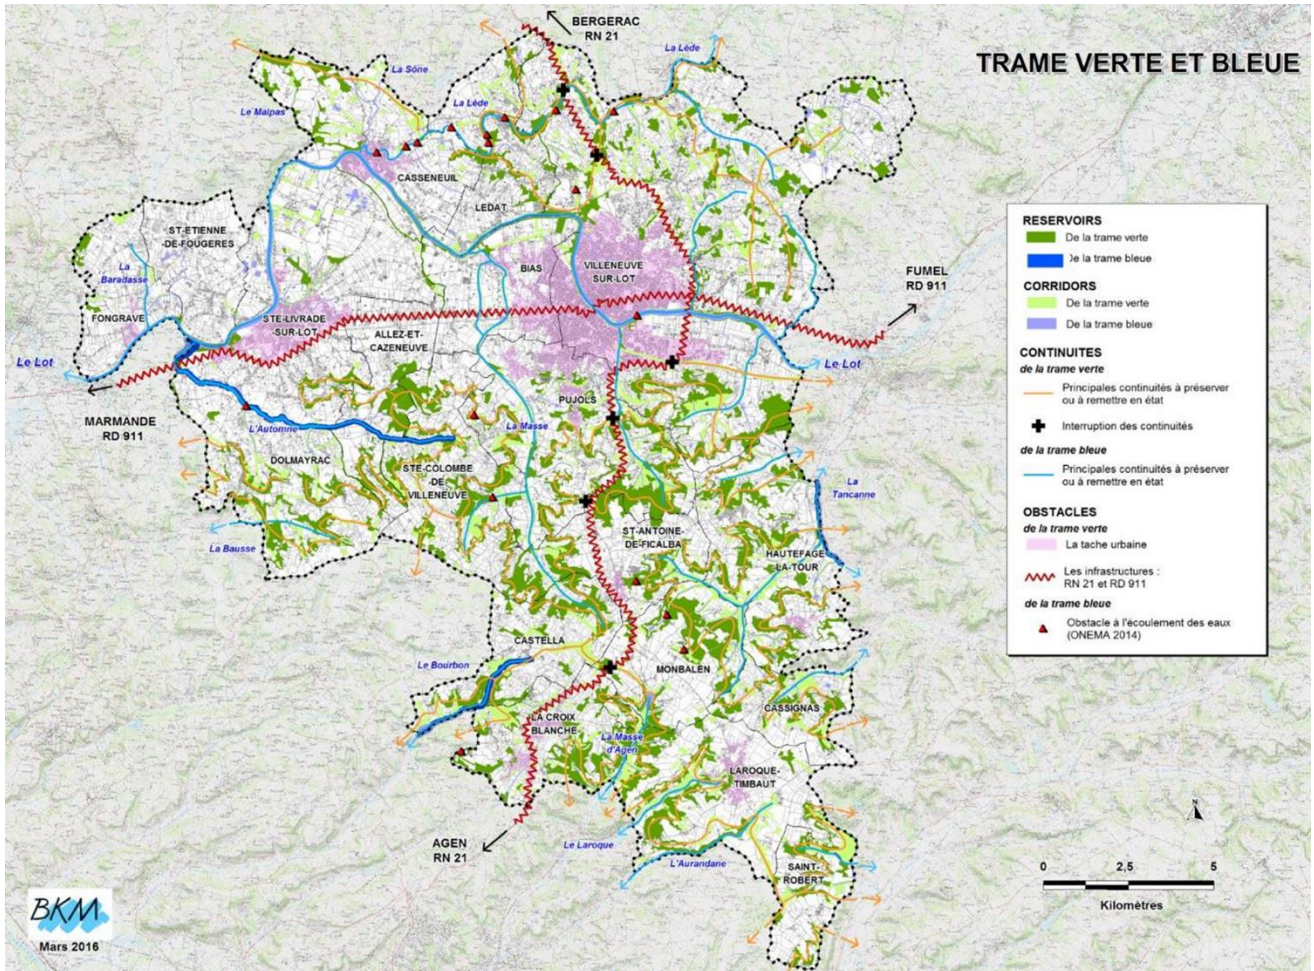 TRAME VERTE ET BLEUE
BERGERAC
RN 21
La Lède
La Sône
Le Malpas
La Lède
CASSENEUIL
LEDAT
ST-ETIENNE
-DE-FOUGERES
La
Baradasse
BIAS
VILLENEUVE
SUR-LOT
FUMEL
RD 911
FONGRAVE
STE-LIVRADE
-SUR-LOT
ALLEZ-ET-
CAZENEUVE
Le Lot
Le Lot
MARMANDE
RD 911
PUJOLS
L'Automne
La Masse
DOLMAYRAC
STE-COLOMBE
-DE-
VILLENEUVE
La
Tancanne
La Bausse
ST-ANTOINE-
DE-FICALBA
HAUTEFAGE
-LA-TOUR
CASTELLA
Le Bourbon
MONBALEN
CASSIGNAS
LA CROIX
BLANCHE
La Masse
d'Agen
LAROQUE-
TIMBAUT
AGEN
RN 21
Le Laroque
L'Aurandane
SAINT-
ROBERT
RESERVOIRS
De la trame verte
De la trame bleue
CORRIDORS
De la trame verte
De la trame bleue
CONTINUITES
de la trame verte
Principales continuités à préserver
ou à remettre en état
Interruption des continuités
de la trame bleue
Principales continuités à préserver
ou à remettre en état
OBSTACLES
de la trame verte
La tache urbaine
Les infrastructures :
RN 21 et RD 911
de la trame bleue
Obstacle à l'écoulement des eaux
(ONEMA 2014)
N
0 2,5 5
Kilomètres
BKM
Mars 2016